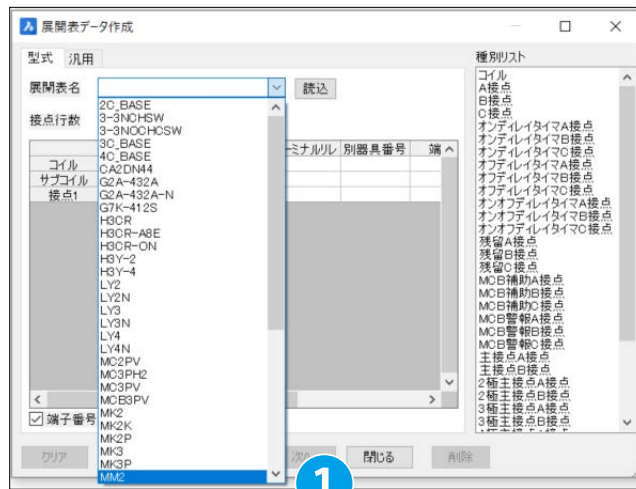 展開表データ作成
型式 汎用
展開表名 読込
接点行数
ーミナルリレ 別器具番号 端
コイル
サブコイル
接点1
2C_BASE
3-3NCHSW
3-3NOCHCSW
3C_BASE
4C_BASE
CA2DN44
G2A-432A
G2A-432A-N
G7K-412S
H3CR
H3CR-A8E
H3CR-ON
H3Y-2
H3Y-4
LY2
LY2N
LY3
LY3N
LY4
LY4N
MC2PV
MC3PH2
MC3PV
MCB3PV
MK2
MK2K
MK2P
MK3
MK3P
MM2
端子番号
クリア 閉じる 削除
1
種別リスト
コイル
A接点
B接点
C接点
オンディレイタイマA接点
オンディレイタイマB接点
オンディレイタイマC接点
オフディレイタイマA接点
オフディレイタイマB接点
オフディレイタイマC接点
オンオフディレイタイマA接点
オンオフディレイタイマB接点
オンオフディレイタイマC接点
残留A接点
残留B接点
残留C接点
MCB補助A接点
MCB補助B接点
MCB補助C接点
MCB警報A接点
MCB警報B接点
MCB警報C接点
主接点A接点
主接点B接点
2極主接点A接点
2極主接点B接点
3極主接点A接点
3極主接点B接点